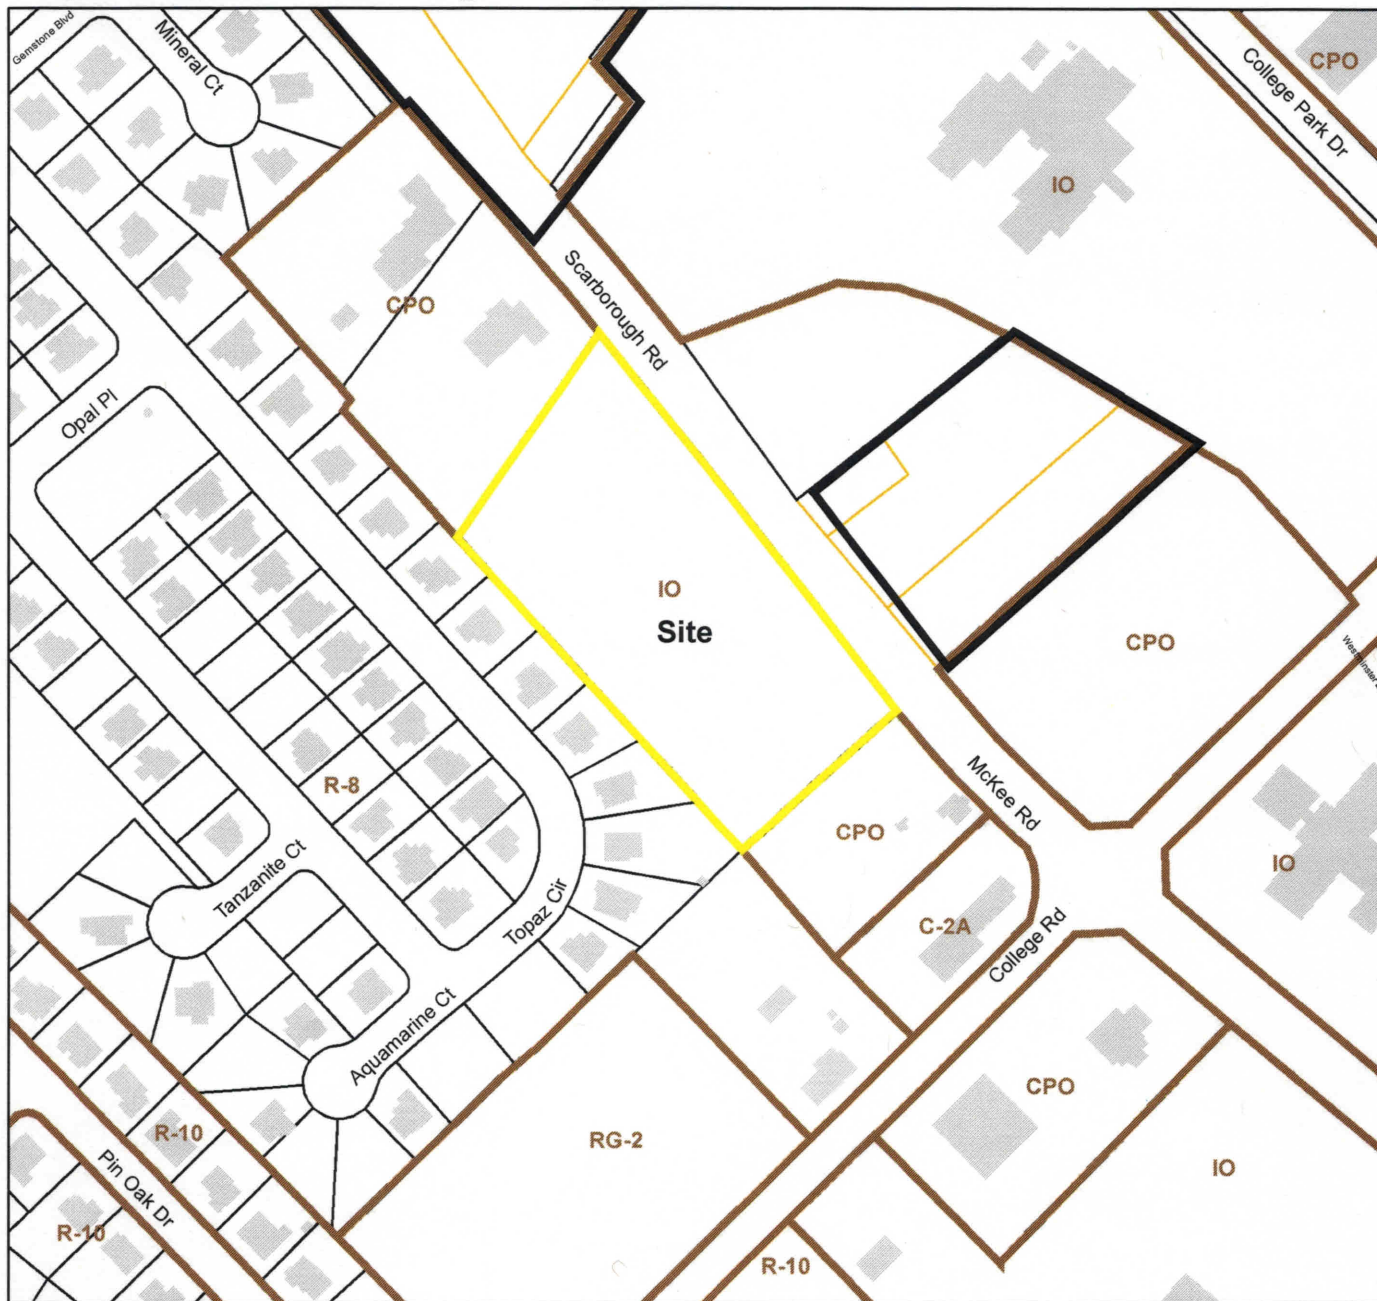 Gemstone Blvd
Mineral Ct
College Park Dr
CPO
IO
Scarborough Rd
CPO
Opal Pl
IO
Site
CPO
R-8
McKee Rd
CPO
IO
Tanzanite Ct
Topaz Cir
C-2A
College Rd
Aquamarine Ct
CPO
R-10
RG-2
Pin Oak Dr
IO
R-10
R-10